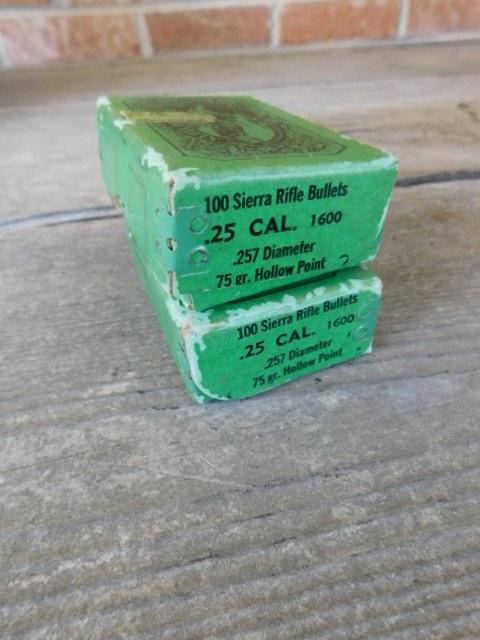 100 Sierra Rifle Bullets
.25 CAL. 1600
.257 Diameter
75 gr. Hollow Point
100 Sierra Rifle Bullets
.25 CAL. 1600
.257 Diameter
75 gr. Hollow Point